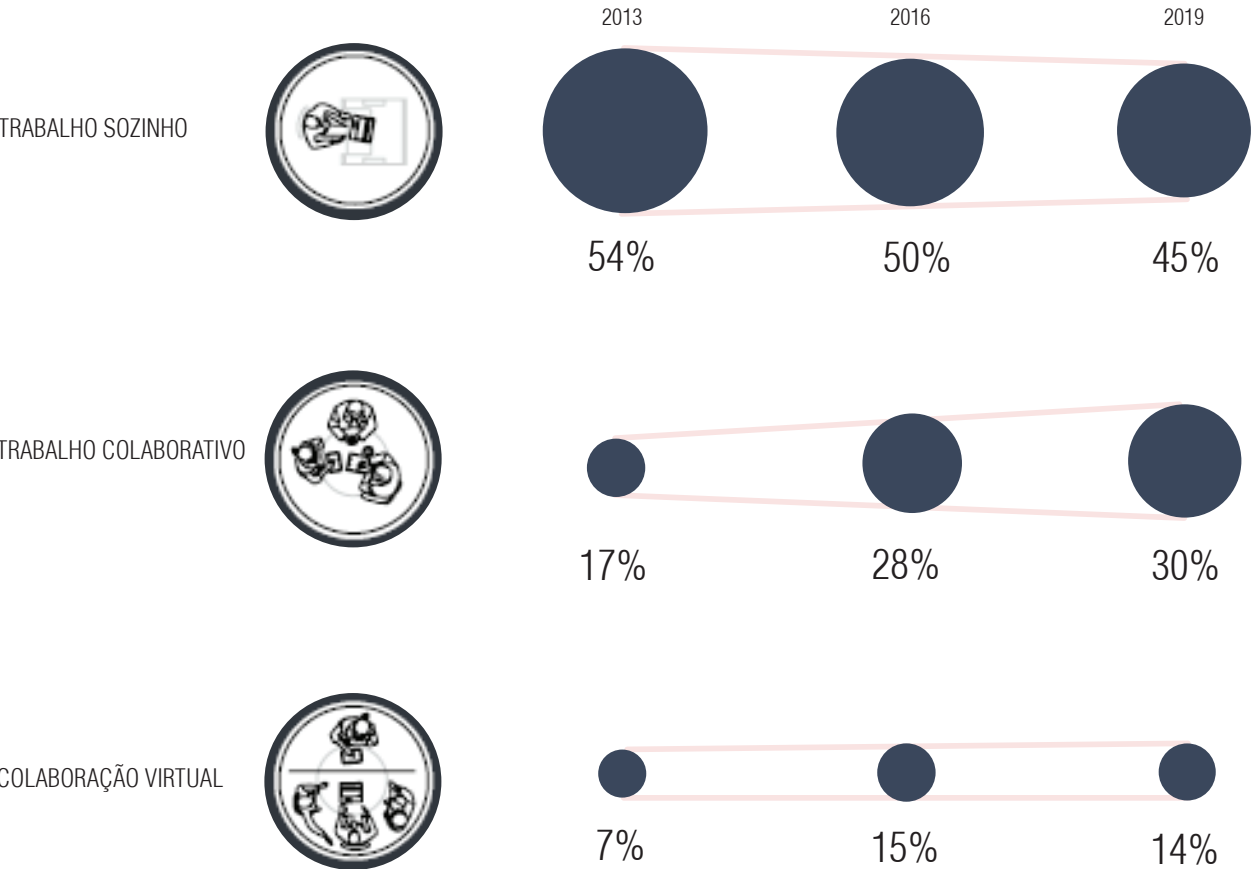 2013 2016 2019
TRABALHO SOZINHO
54% 50% 45%
TRABALHO COLABORATIVO
17% 28% 30%
COLABORAÇÃO VIRTUAL
7% 15% 14%